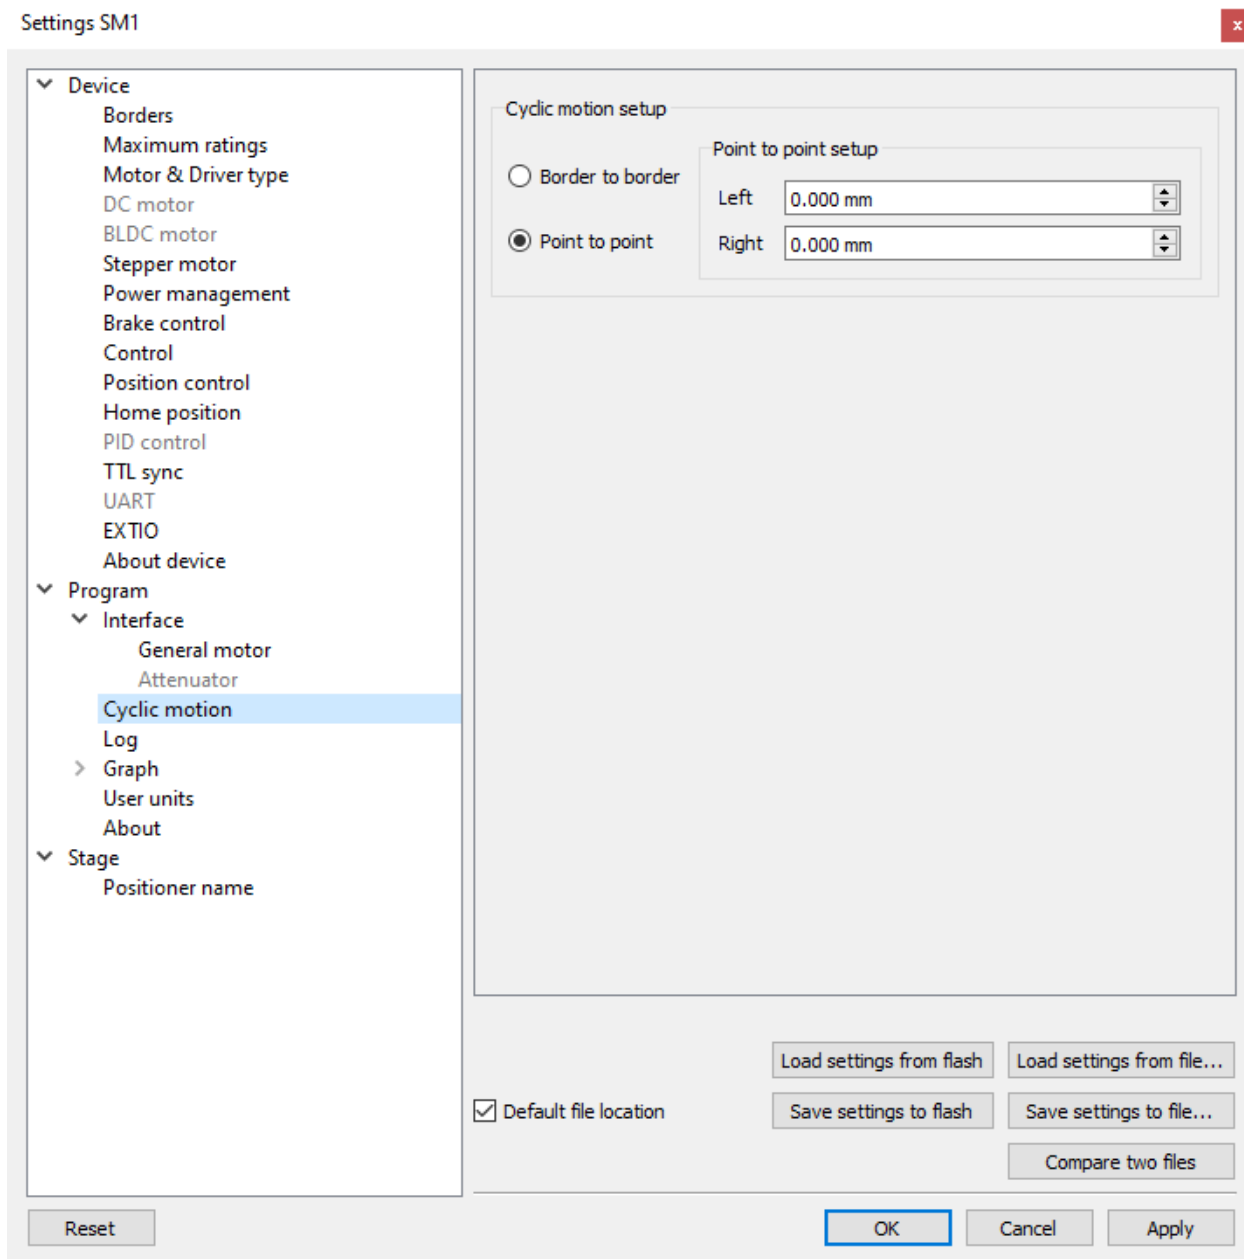 Settings SM1
x
Device
Borders
Maximum ratings
Motor & Driver type
DC motor
BLDC motor
Stepper motor
Power management
Brake control
Control
Position control
Home position
PID control
TTL sync
UART
EXTIO
About device
Program
Interface
General motor
Attenuator
Cyclic motion
Log
Graph
User units
About
Stage
Positioner name
Cyclic motion setup
Border to border
Point to point
Point to point setup
Left 0.000 mm
Right 0.000 mm
Load settings from flash Load settings from file...
Default file location Save settings to flash Save settings to file...
Compare two files
Reset OK Cancel Apply